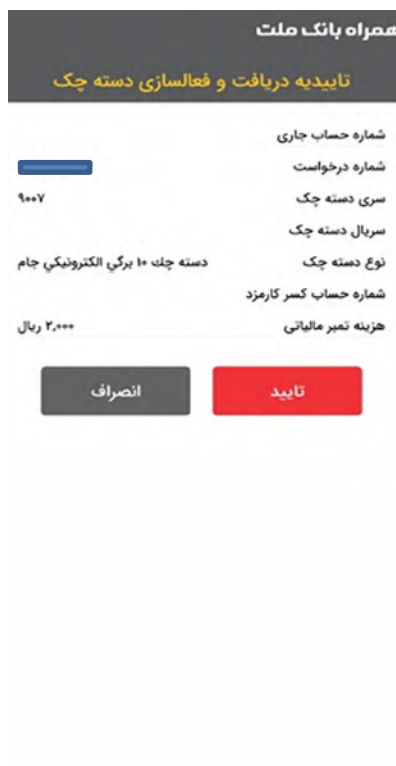 همراه بانک ملت
تاییدیه دریافت و فعالسازی دسته چک
شماره حساب جاری
شماره درخواست
سری دسته چک ۹۰۰۷
سریال دسته چک
نوع دسته چک دسته چك ۱۰ برگي الكترونيكي جام
شماره حساب کسر کارمزد
هزینه تمبر مالیاتی ۲,۰۰۰ ریال
تایید انصراف